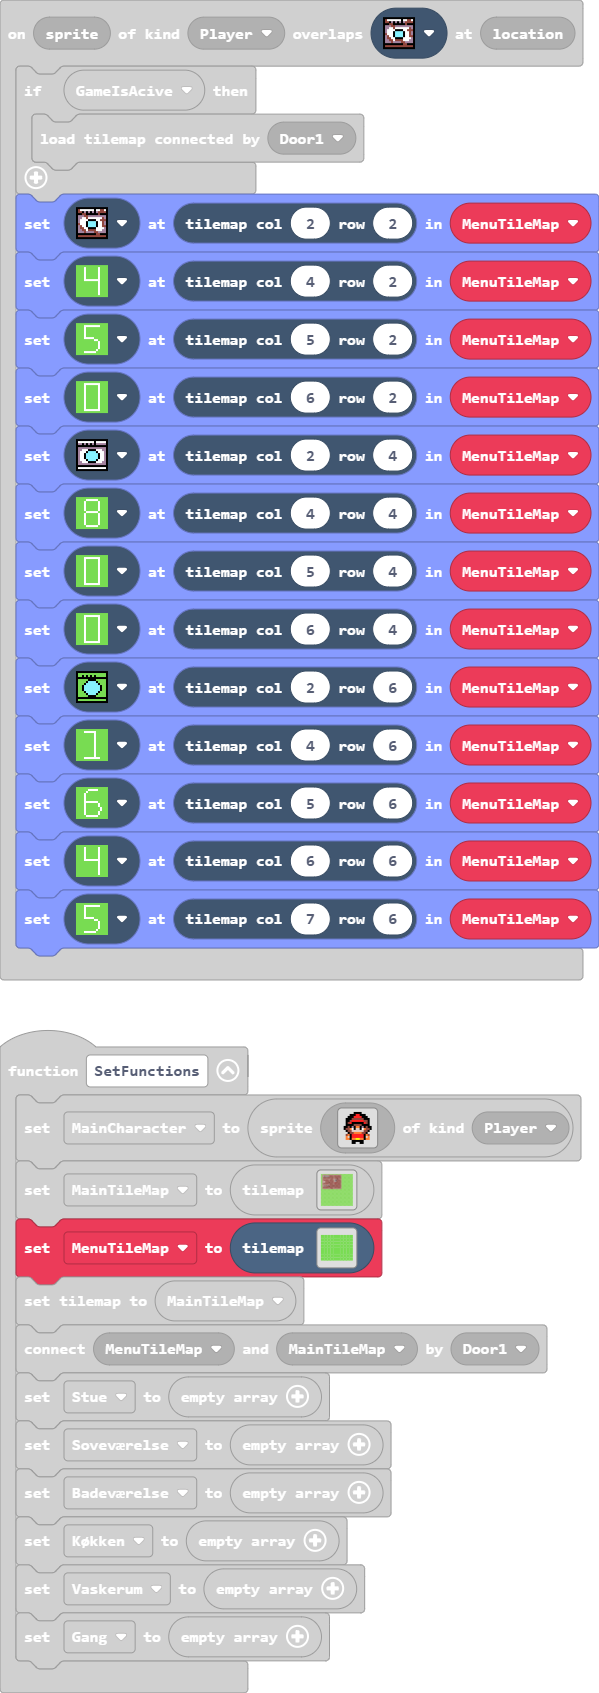 on sprite of kind Player overlaps at location
if GameIsAcive then
load tilemap connected by Door1
set at tilemap col 2 row 2 in MenuTileMap
set 4 at tilemap col 4 row 2 in MenuTileMap
set 5 at tilemap col 5 row 2 in MenuTileMap
set 0 at tilemap col 6 row 2 in MenuTileMap
set at tilemap col 2 row 4 in MenuTileMap
set 8 at tilemap col 4 row 4 in MenuTileMap
set 0 at tilemap col 5 row 4 in MenuTileMap
set 0 at tilemap col 6 row 4 in MenuTileMap
set at tilemap col 2 row 6 in MenuTileMap
set 1 at tilemap col 4 row 6 in MenuTileMap
set 6 at tilemap col 5 row 6 in MenuTileMap
set 4 at tilemap col 6 row 6 in MenuTileMap
set 5 at tilemap col 7 row 6 in MenuTileMap
function SetFunctions
set MainCharacter to sprite of kind Player
set MainTileMap to tilemap
set MenuTileMap to tilemap
set tilemap to MainTileMap
connect MenuTileMap and MainTileMap by Door1
set Stue to empty array
set Soveværelse to empty array
set Badeværelse to empty array
set Køkken to empty array
set Vaskerum to empty array
set Gang to empty array